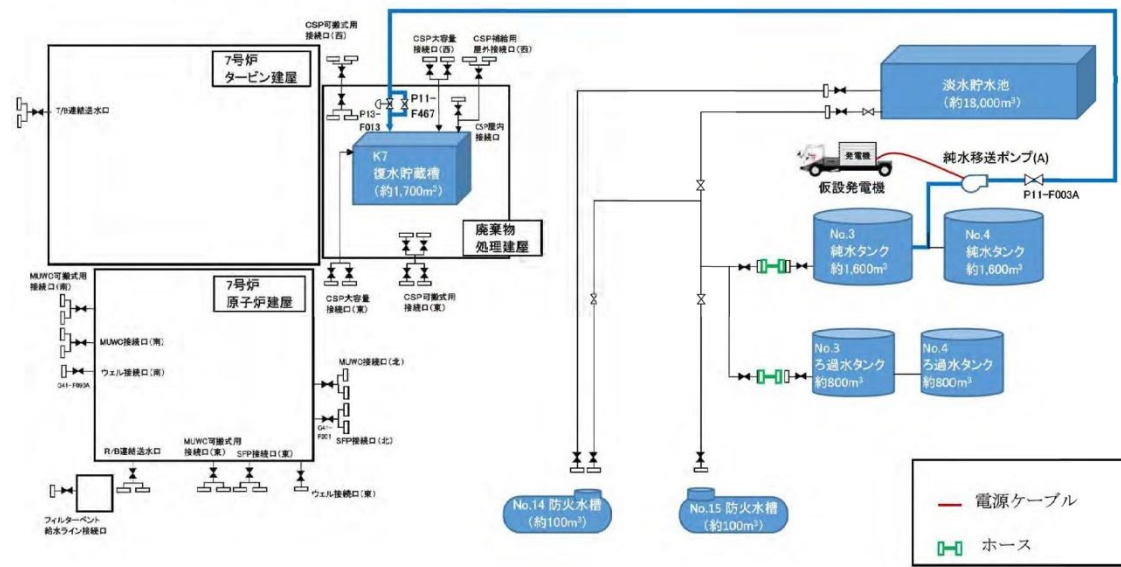 CSP可搬式用
接続口(西)
7号炉
タービン建屋
T/B連結送水口
CSP大容量
接続口(西)
CSP補給用
屋外接続口(西)
P13-
F013
P11-
F467
CSP屋内
接続口
K7
復水貯蔵槽
(約1,700m³)
廃棄物
処理建屋
CSP大容量
接続口(東)
CSP可搬式用
接続口(東)
淡水貯水池
(約18,000m³)
発電機
仮設発電機
純水移送ポンプ(A)
P11-F003A
No.3
純水タンク
約1,600m³
No.4
純水タンク
約1,600m³
No.3
ろ過水タンク
約800m³
No.4
ろ過水タンク
約800m³
MUWC可搬式用
接続口(南)
7号炉
原子炉建屋
MUWC接続口(南)
ウェル接続口(南)
MUWC接続口(北)
G41-
F201
SFP接続口(北)
R/B連結送水口
MUWC可搬式用
接続口(東)
SFP接続口(東)
ウェル接続口(東)
フィルターベント
給水ライン接続口
No.14 防火水槽
(約100m³)
No.15 防火水槽
(約100m³)
電源ケーブル
ホース